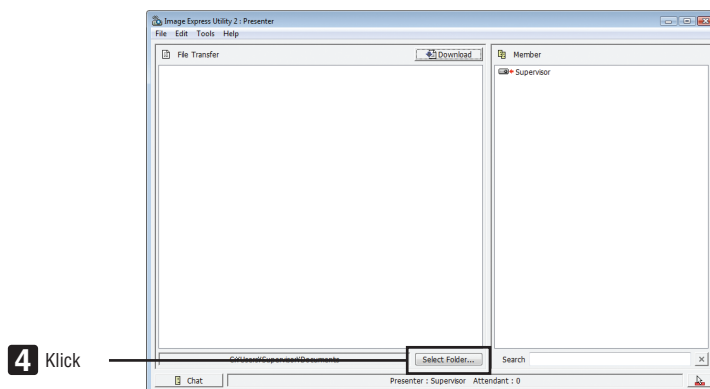 Image Express Utility 2 : Presenter
File Edit Tools Help
File Transfer
Download
Member
Supervisor
4 Klick
C:\Users\Supervisor\Documents
Select Folder...
Search
Chat
Presenter : Supervisor Attendant : 0